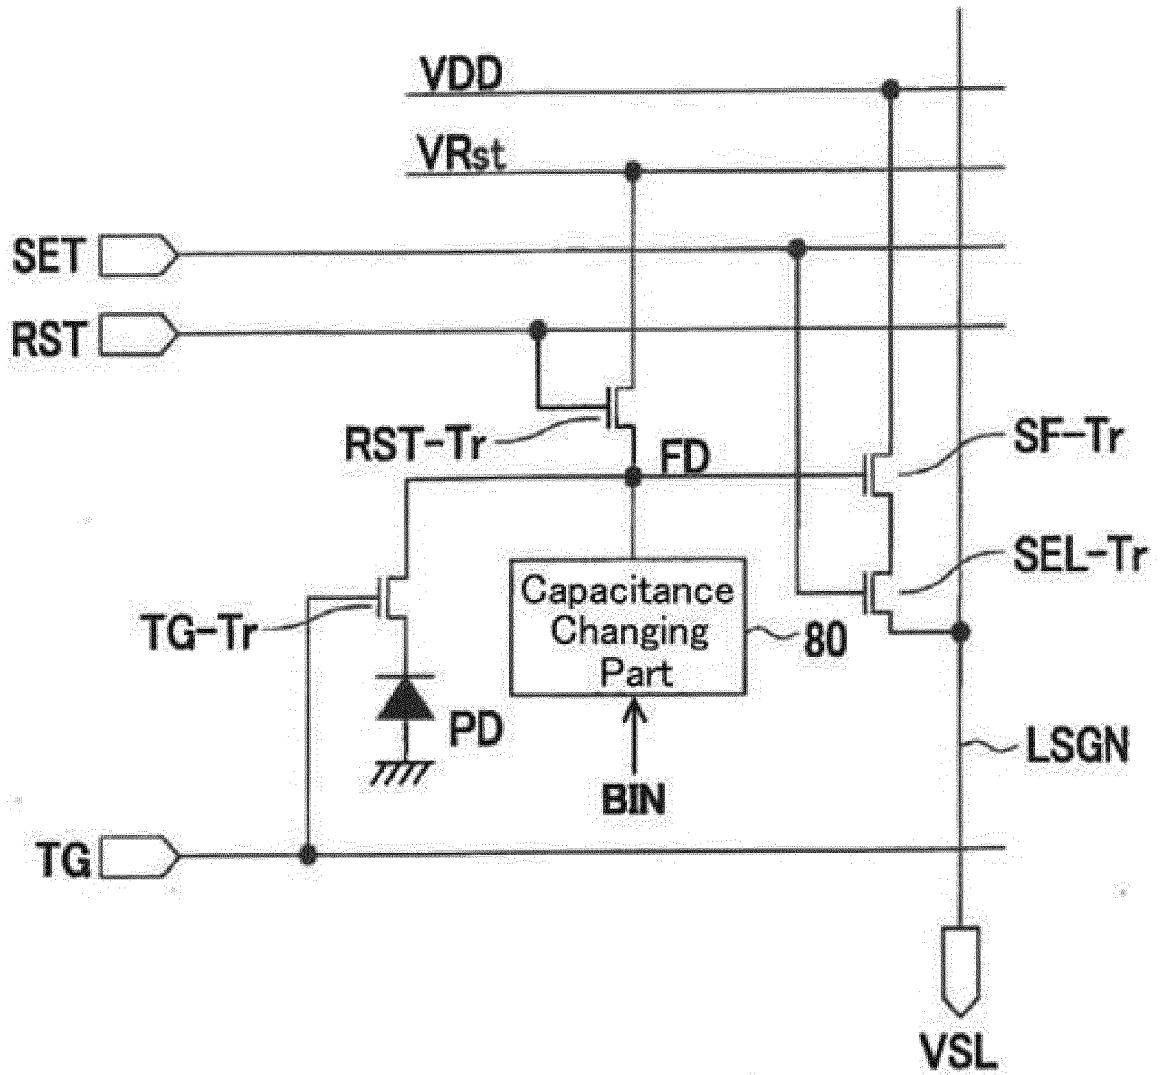 VDD
VRst
SET
RST
RST-Tr
FD
SF-Tr
SEL-Tr
TG-Tr
Capacitance
Changing
Part
80
PD
LSGN
BIN
TG
VSL